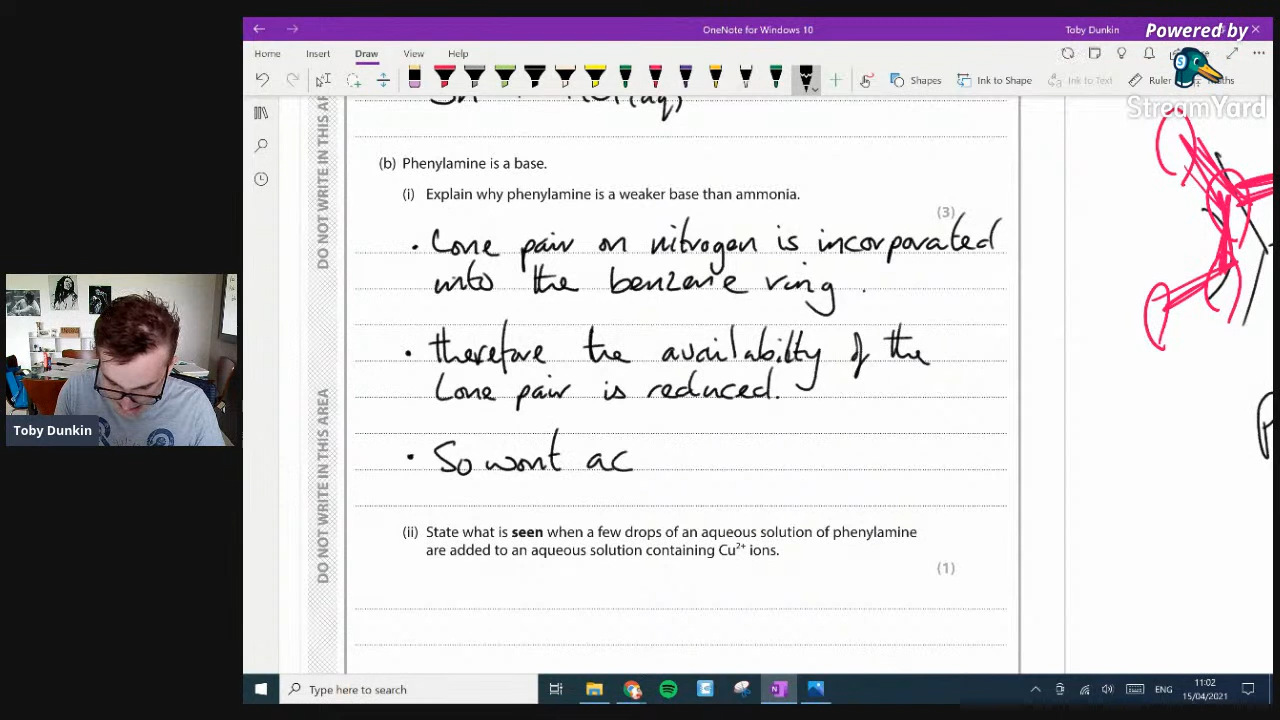 OneNote for Windows 10
Toby Dunkin
Powered by
StreamYard
Home Insert Draw View Help
Shapes Ink to Shape Ink to Text Ruler
Sn + HCl(aq)
DO NOT WRITE IN THIS AR
(b) Phenylamine is a base.
(i) Explain why phenylamine is a weaker base than ammonia.
(3)
• Lone pair on nitrogen is incorporated
into the benzene ring .
• therefore the availability of the
Lone pair is reduced.
• So wont ac
DO NOT WRITE IN THIS AREA
(ii) State what is seen when a few drops of an aqueous solution of phenylamine
are added to an aqueous solution containing Cu²⁺ ions.
(1)
Toby Dunkin
Type here to search
ENG
11:02
15/04/2021